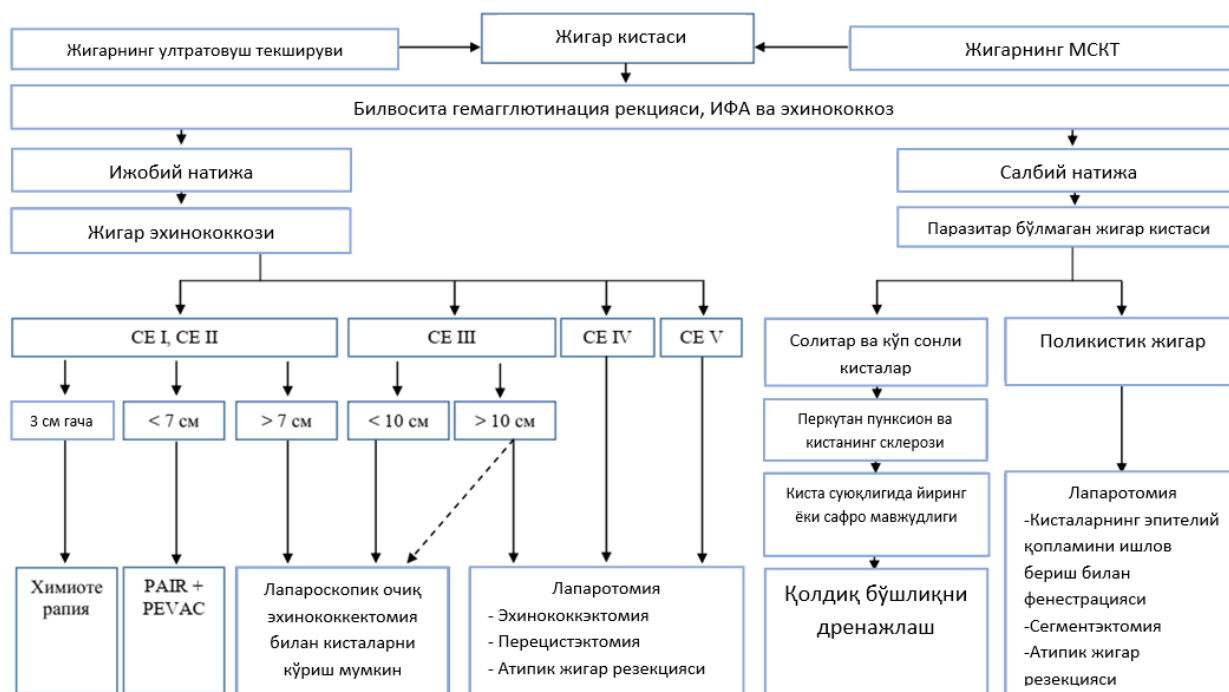 Жигарнинг ултратовуш текшируви
Жигар кистаси
Жигарнинг МСКТ
Билвосита гемагглютинация рекцияси, ИФА ва эхинококкоз
Ижобий натижа
Салбий натижа
Жигар эхинококкози
Паразитар бўлмаган жигар кистаси
CE I, CE II
CE III
CE IV
CE V
Солитар ва кўп сонли
кисталар
Поликистик жигар
3 см гача
< 7 см
> 7 см
< 10 см
> 10 см
Перкутан пунксион ва
кистанинг склерози
Киста суюқлигида йиринг
ёки сафро мавжудлиги
Химиоте
рапия
PAIR +
PEVAC
Лапароскопик очиқ
эхинококкектомия
билан кисталарни
кўриш мумкин
Лапаротомия
- Эхинококкэктомия
- Перецистэктомия
- Атипик жигар резекцияси
Қолдиқ бўшлиқни
дренажлаш
Лапаротомия
-Кисталарнинг эпителий
қопламини ишлов
бериш билан
фенестрацияси
-Сегментэктомия
-Атипик жигар
резекцияси